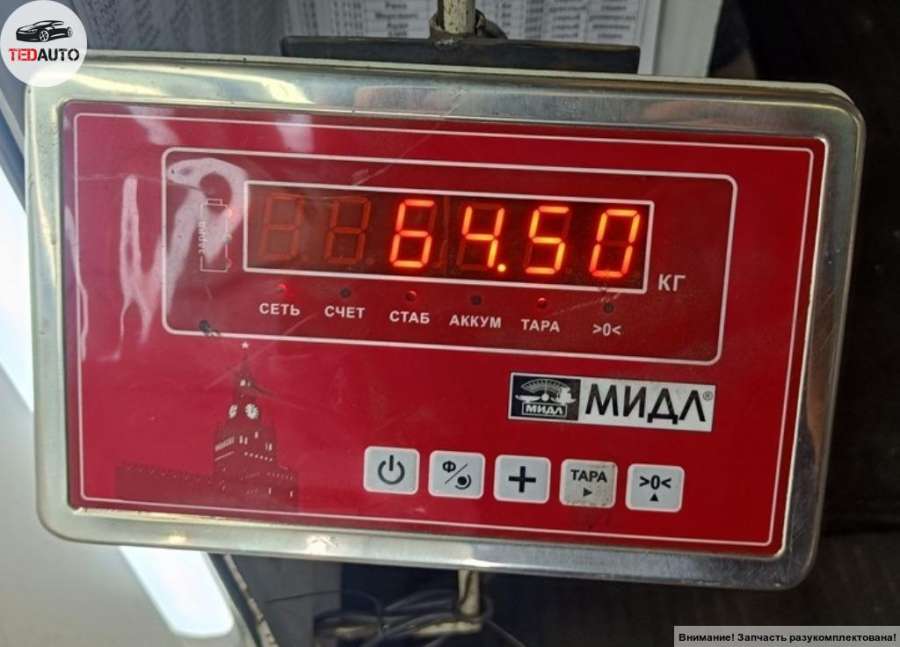 TEDAUTO
64.50
КГ
СЕТЬ СЧЕТ СТАБ АККУМ ТАРА >0<
МИДЛ МИДЛ®
Ф ТАРА >0<
Внимание! Запчасть разукомплектована!